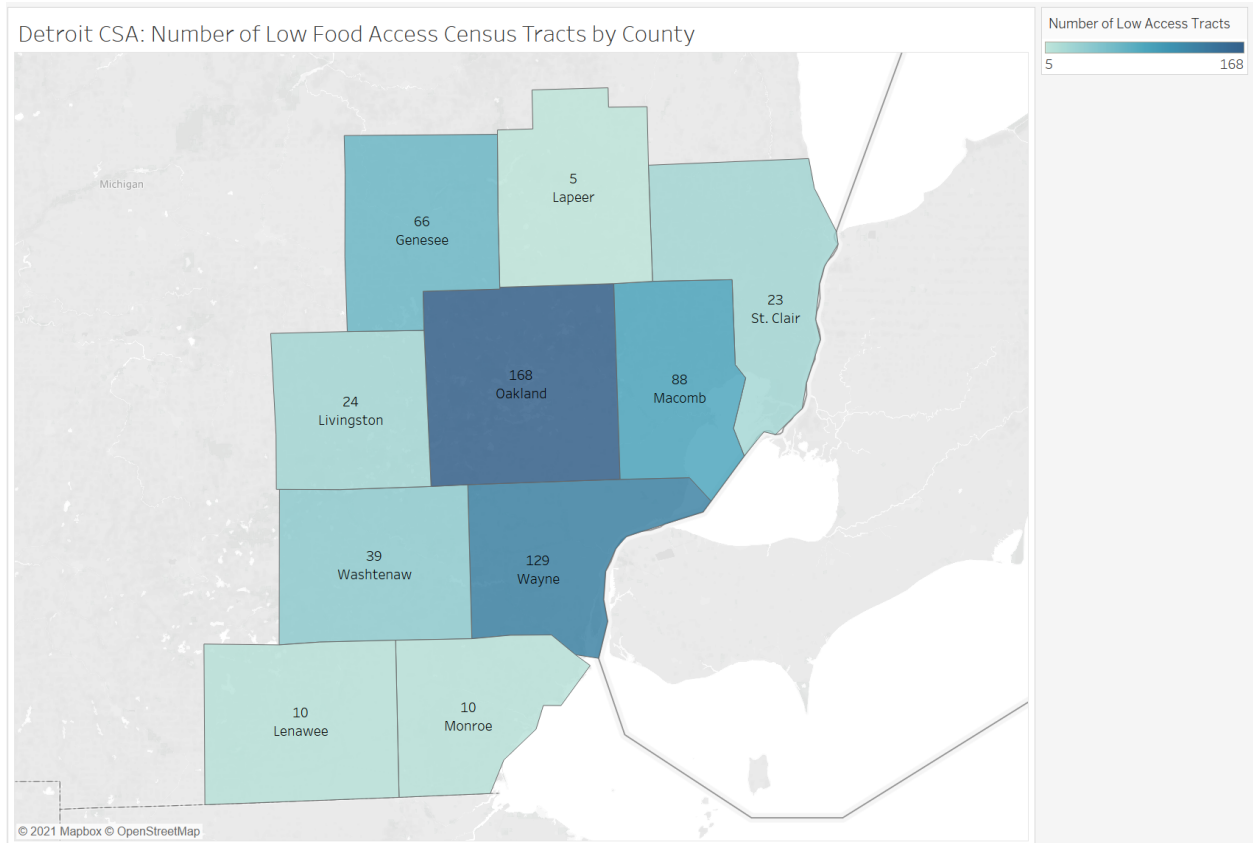 Detroit CSA: Number of Low Food Access Census Tracts by County
Number of Low Access Tracts
5
168
Michigan
5
Lapeer
66
Genesee
23
St. Clair
168
Oakland
88
Macomb
24
Livingston
39
Washtenaw
129
Wayne
10
Lenawee
10
Monroe
© 2021 Mapbox © OpenStreetMap